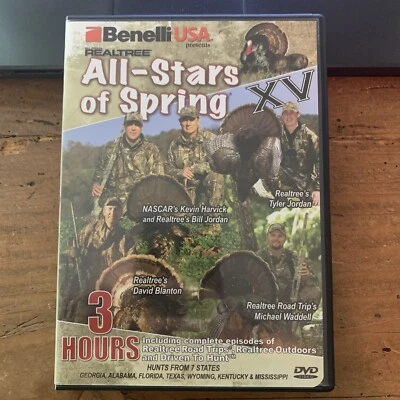 Benelli USA
presents
REALTREE
All-Stars
of Spring
XV
Realtree's
Tyler Jordan
NASCAR's Kevin Harvick
and Realtree's Bill Jordan
Realtree's
David Blanton
Realtree Road Trip's
Michael Waddell
3
HOURS
Including complete episodes of
Realtree Road Trips, Realtree Outdoors
and Driven To Hunt
HUNTS FROM 7 STATES
GEORGIA, ALABAMA, FLORIDA, TEXAS, WYOMING, KENTUCKY & MISSISSIPPI
DVD
VIDEO